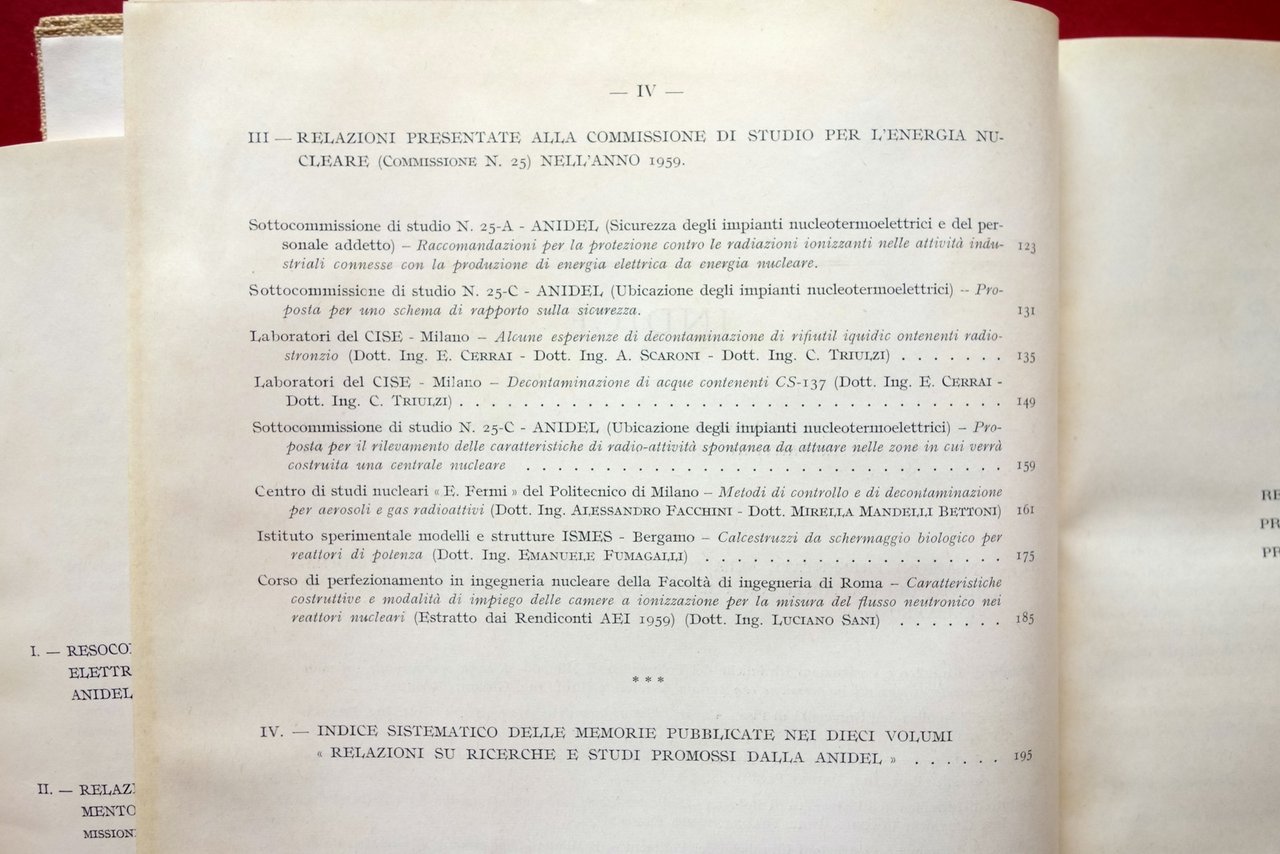 — IV —
III — RELAZIONI PRESENTATE ALLA COMMISSIONE DI STUDIO PER L'ENERGIA NU-
CLEARE (COMMISSIONE N. 25) NELL'ANNO 1959.
Sottocommissione di studio N. 25-A - ANIDEL (Sicurezza degli impianti nucleotermoelettrici e del per-
sonale addetto) – Raccomandazioni per la protezione contro le radiazioni ionizzanti nelle attività indu- 123
striali connesse con la produzione di energia elettrica da energia nucleare.
Sottocommissione di studio N. 25-C - ANIDEL (Ubicazione degli impianti nucleotermoelettrici) – Pro-
posta per uno schema di rapporto sulla sicurezza. 131
Laboratori del CISE - Milano – Alcune esperienze di decontaminazione di rifiutil iquidic ontenenti radio-
stronzio (Dott. Ing. E. CERRAI - Dott. Ing. A. SCARONI - Dott. Ing. C. TRIULZI) . . . . . . . 135
Laboratori del CISE - Milano – Decontaminazione di acque contenenti CS-137 (Dott. Ing. E. CERRAI -
Dott. Ing. C. TRIULZI) . . . . . . . . . . . . . . . . . . . . . . . . . . . . . . . . . . 149
Sottocommissione di studio N. 25-C - ANIDEL (Ubicazione degli impianti nucleotermoelettrici) – Pro-
posta per il rilevamento delle caratteristiche di radio-attività spontanea da attuare nelle zone in cui verrà
costruita una centrale nucleare . . . . . . . . . . . . . . . . . . . . . . . . . . . . . . 159
Centro di studi nucleari « E. Fermi » del Politecnico di Milano – Metodi di controllo e di decontaminazione
per aerosoli e gas radioattivi (Dott. Ing. ALESSANDRO FACCHINI - Dott. MIRELLA MANDELLI BETTONI) 161
Istituto sperimentale modelli e strutture ISMES - Bergamo – Calcestruzzi da schermaggio biologico per
reattori di potenza (Dott. Ing. EMANUELE FUMAGALLI) . . . . . . . . . . . . . . . . . . . 175
Corso di perfezionamento in ingegneria nucleare della Facoltà di ingegneria di Roma – Caratteristiche
costruttive e modalità di impiego delle camere a ionizzazione per la misura del flusso neutronico nei
reattori nucleari (Estratto dai Rendiconti AEI 1959) (Dott. Ing. LUCIANO SANI) . . . . . . . 185
* * *
IV. — INDICE SISTEMATICO DELLE MEMORIE PUBBLICATE NEI DIECI VOLUMI
« RELAZIONI SU RICERCHE E STUDI PROMOSSI DALLA ANIDEL » . . . . . . 195
I. — RESOCO
ELETTR
ANIDEL
II. — RELAZ
MENTO
MISSION
RE
PR
PR